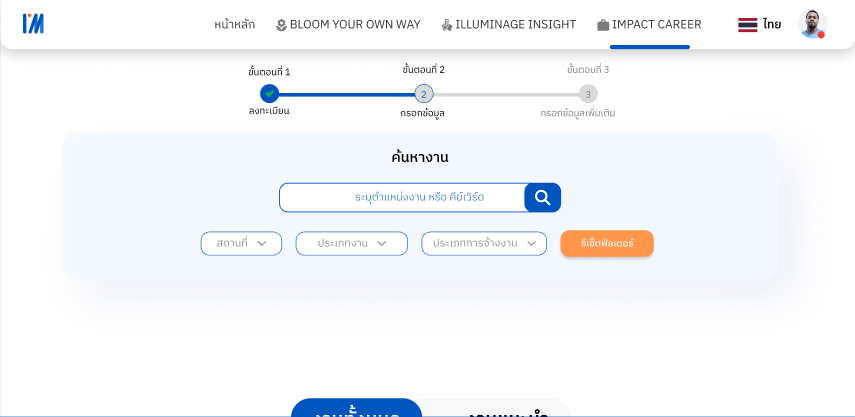 IM
หน้าหลัก BLOOM YOUR OWN WAY ILLUMINAGE INSIGHT IMPACT CAREER ไทย
ขั้นตอนที่ 1 ขั้นตอนที่ 2 ขั้นตอนที่ 3
2 3
ลงทะเบียน กรอกข้อมูล กรอกข้อมูลเพิ่มเติม
ค้นหางาน
ระบุตำแหน่งงาน หรือ คีย์เวิร์ด
สถานที่ ประเภทงาน ประเภทการจ้างงาน รีเซ็ตฟิลเตอร์